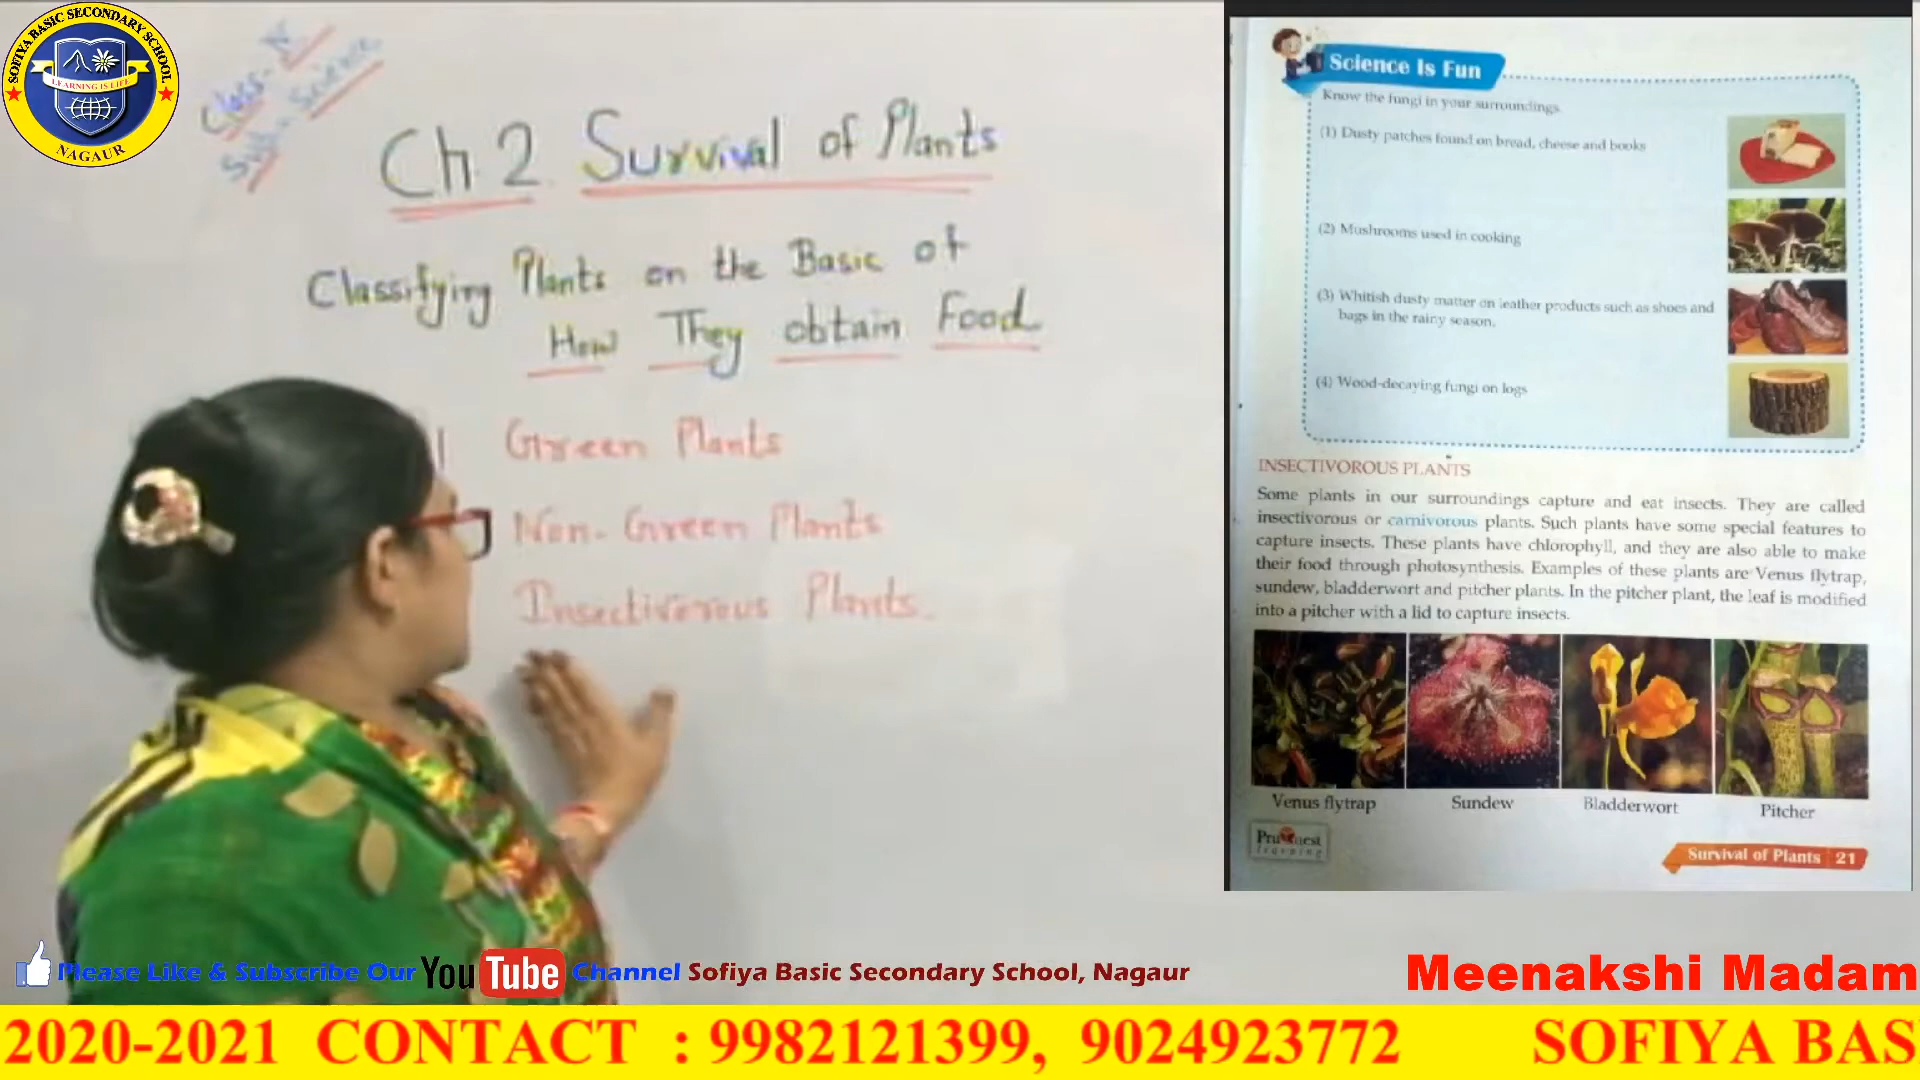 SOFIYA BASIC SECONDARY SCHOOL
LEARNING IS LIFE
NAGAUR
Class-
Sub- Science
Ch. 2 Survival of Plants
Classifying Plants on the Basic of
How They obtain Food
Green Plants
Non-Green Plants
Insectivorous Plants.
Science Is Fun
Know the fungi in your surroundings.
(1) Dusty patches found on bread, cheese and books
(2) Mushrooms used in cooking
(3) Whitish dusty matter on leather products such as shoes and
bags in the rainy season.
(4) Wood-decaying fungi on logs
INSECTIVOROUS PLANTS
Some plants in our surroundings capture and eat insects. They are called
insectivorous or carnivorous plants. Such plants have some special features to
capture insects. These plants have chlorophyll, and they are also able to make
their food through photosynthesis. Examples of these plants are Venus flytrap,
sundew, bladderwort and pitcher plants. In the pitcher plant, the leaf is modified
into a pitcher with a lid to capture insects.
Venus flytrap Sundew Bladderwort Pitcher
learning
Survival of Plants 21
Please Like & Subscribe Our YouTube Channel Sofiya Basic Secondary School, Nagaur
Meenakshi Madam
2020-2021 CONTACT : 9982121399, 9024923772 SOFIYA BAS